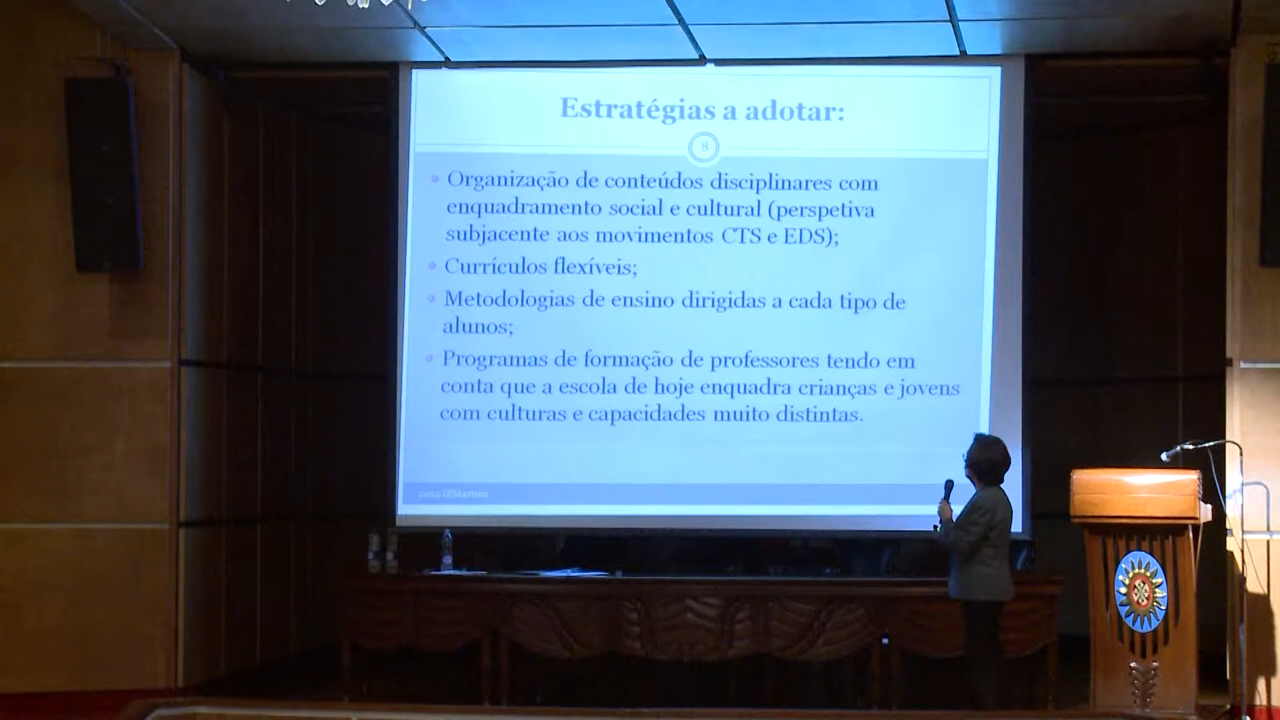 Estratégias a adotar:
8
Organização de conteúdos disciplinares com
enquadramento social e cultural (perspetiva
subjacente aos movimentos CTS e EDS);
Currículos flexíveis;
Metodologias de ensino dirigidas a cada tipo de
alunos;
Programas de formação de professores tendo em
conta que a escola de hoje enquadra crianças e jovens
com culturas e capacidades muito distintas.